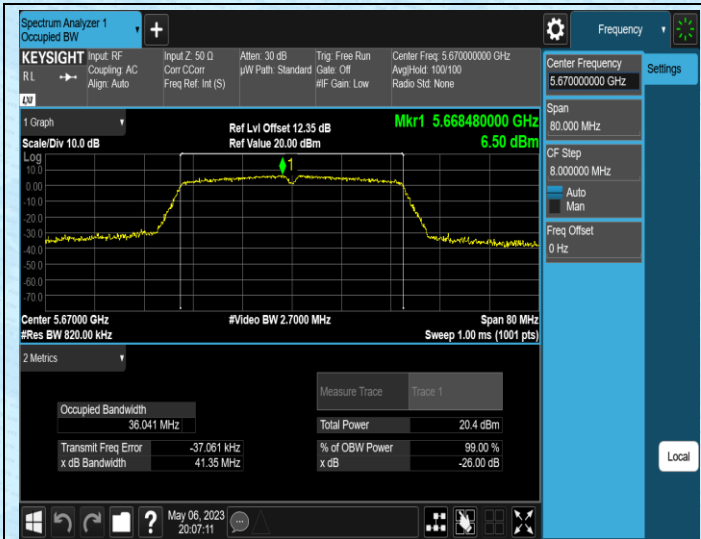 Spectrum Analyzer 1
Occupied BW
+
Frequency
KEYSIGHT
RL
LXI
Input: RF
Coupling: AC
Align: Auto
Input Z: 50 Ω
Corr CCorr
Freq Ref: Int (S)
Atten: 30 dB
µW Path: Standard
Trig: Free Run
Gate: Off
#IF Gain: Low
Center Freq: 5.670000000 GHz
Avg|Hold: 100/100
Radio Std: None
Center Frequency
5.670000000 GHz
Settings
Span
80.000 MHz
CF Step
8.000000 MHz
Auto
Man
Freq Offset
0 Hz
Local
1 Graph
Scale/Div 10.0 dB
Ref Lvl Offset 12.35 dB
Ref Value 20.00 dBm
Mkr1 5.668480000 GHz
6.50 dBm
Log
10.0
0.00
-10.0
-20.0
-30.0
-40.0
-50.0
-60.0
-70.0
1
Center 5.67000 GHz
#Res BW 820.00 kHz
#Video BW 2.7000 MHz
Span 80 MHz
Sweep 1.00 ms (1001 pts)
2 Metrics
Measure Trace Trace 1
Occupied Bandwidth
36.041 MHz
Total Power 20.4 dBm
Transmit Freq Error -37.061 kHz
% of OBW Power 99.00 %
x dB Bandwidth 41.35 MHz
x dB -26.00 dB
?
May 06, 2023
20:07:11